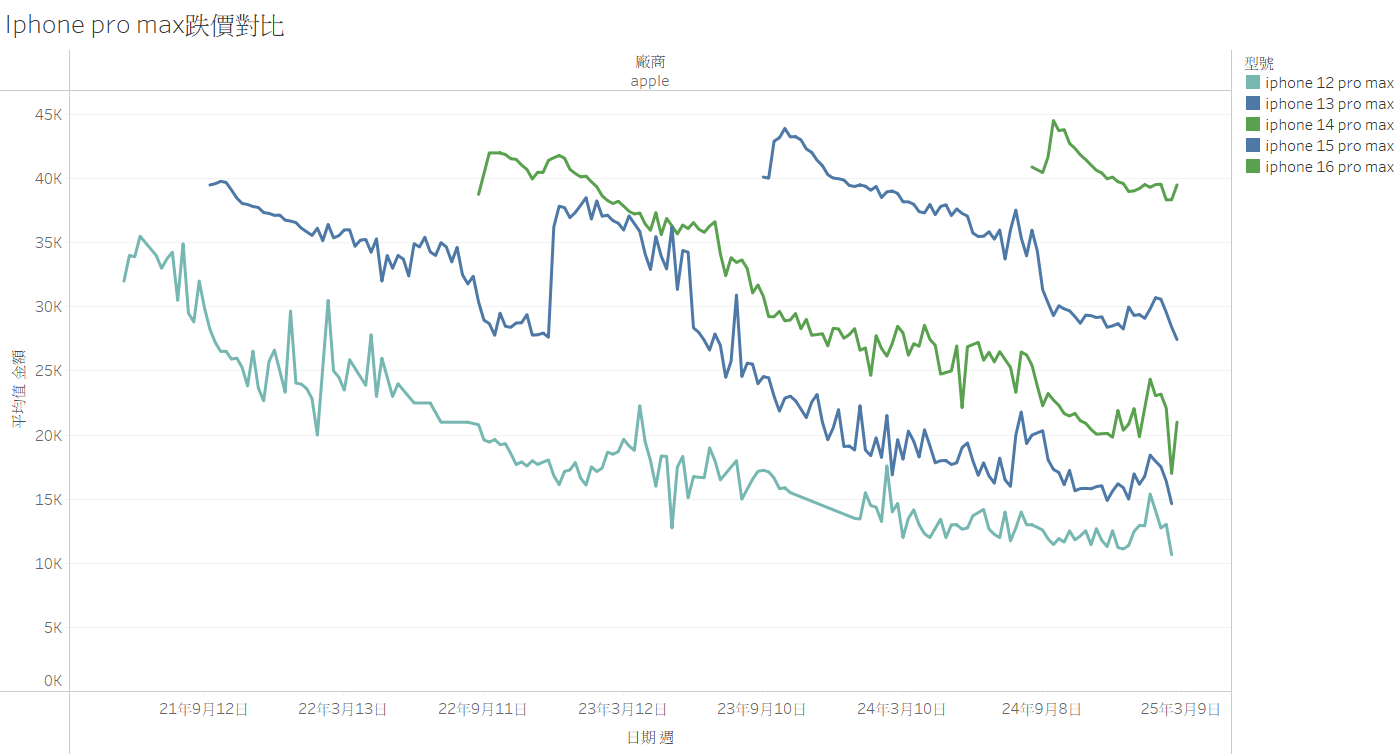 Iphone pro max跌價對比
廠商
apple
型號
iphone 12 pro max
iphone 13 pro max
iphone 14 pro max
iphone 15 pro max
iphone 16 pro max
平均值 金額
45K
40K
35K
30K
25K
20K
15K
10K
5K
0K
21年9月12日
22年3月13日
22年9月11日
23年3月12日
23年9月10日
24年3月10日
24年9月8日
25年3月9日
日期 週